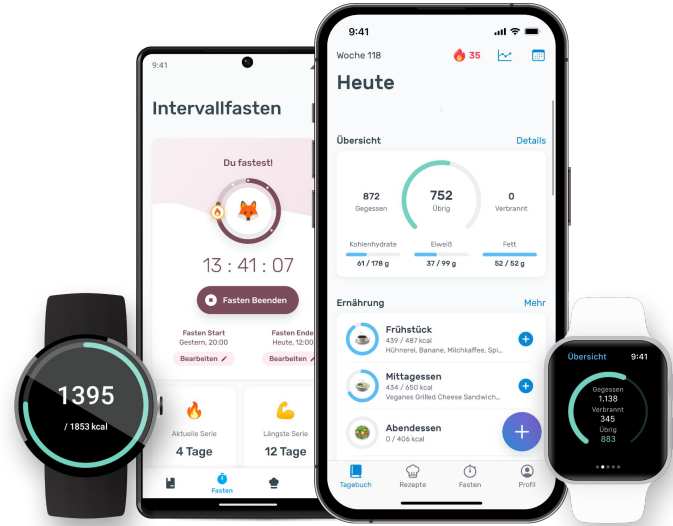 9:41
Intervallfasten
Du fastest!
13 : 41 : 07
Fasten Beenden
Fasten Start
Gestern, 20:00
Bearbeiten
Fasten Ende
Heute, 12:00
Bearbeiten
Aktuelle Serie
4 Tage
Längste Serie
12 Tage
Fasten
9:41
Woche 118
35
Heute
Übersicht
Details
872
Gegessen
752
Übrig
0
Verbrannt
Kohlenhydrate
61 / 178 g
Eiweiß
37 / 99 g
Fett
52 / 52 g
Ernährung
Mehr
Frühstück
439 / 487 kcal
Hühnerei, Banane, Milchkaffee, Spi...
Mittagessen
434 / 650 kcal
Veganes Grilled Cheese Sandwich...
Abendessen
0 / 406 kcal
Tagebuch
Rezepte
Fasten
Profil
1395
/ 1853 kcal
Übersicht
9:41
Gegessen
1.138
Verbrannt
345
Übrig
883